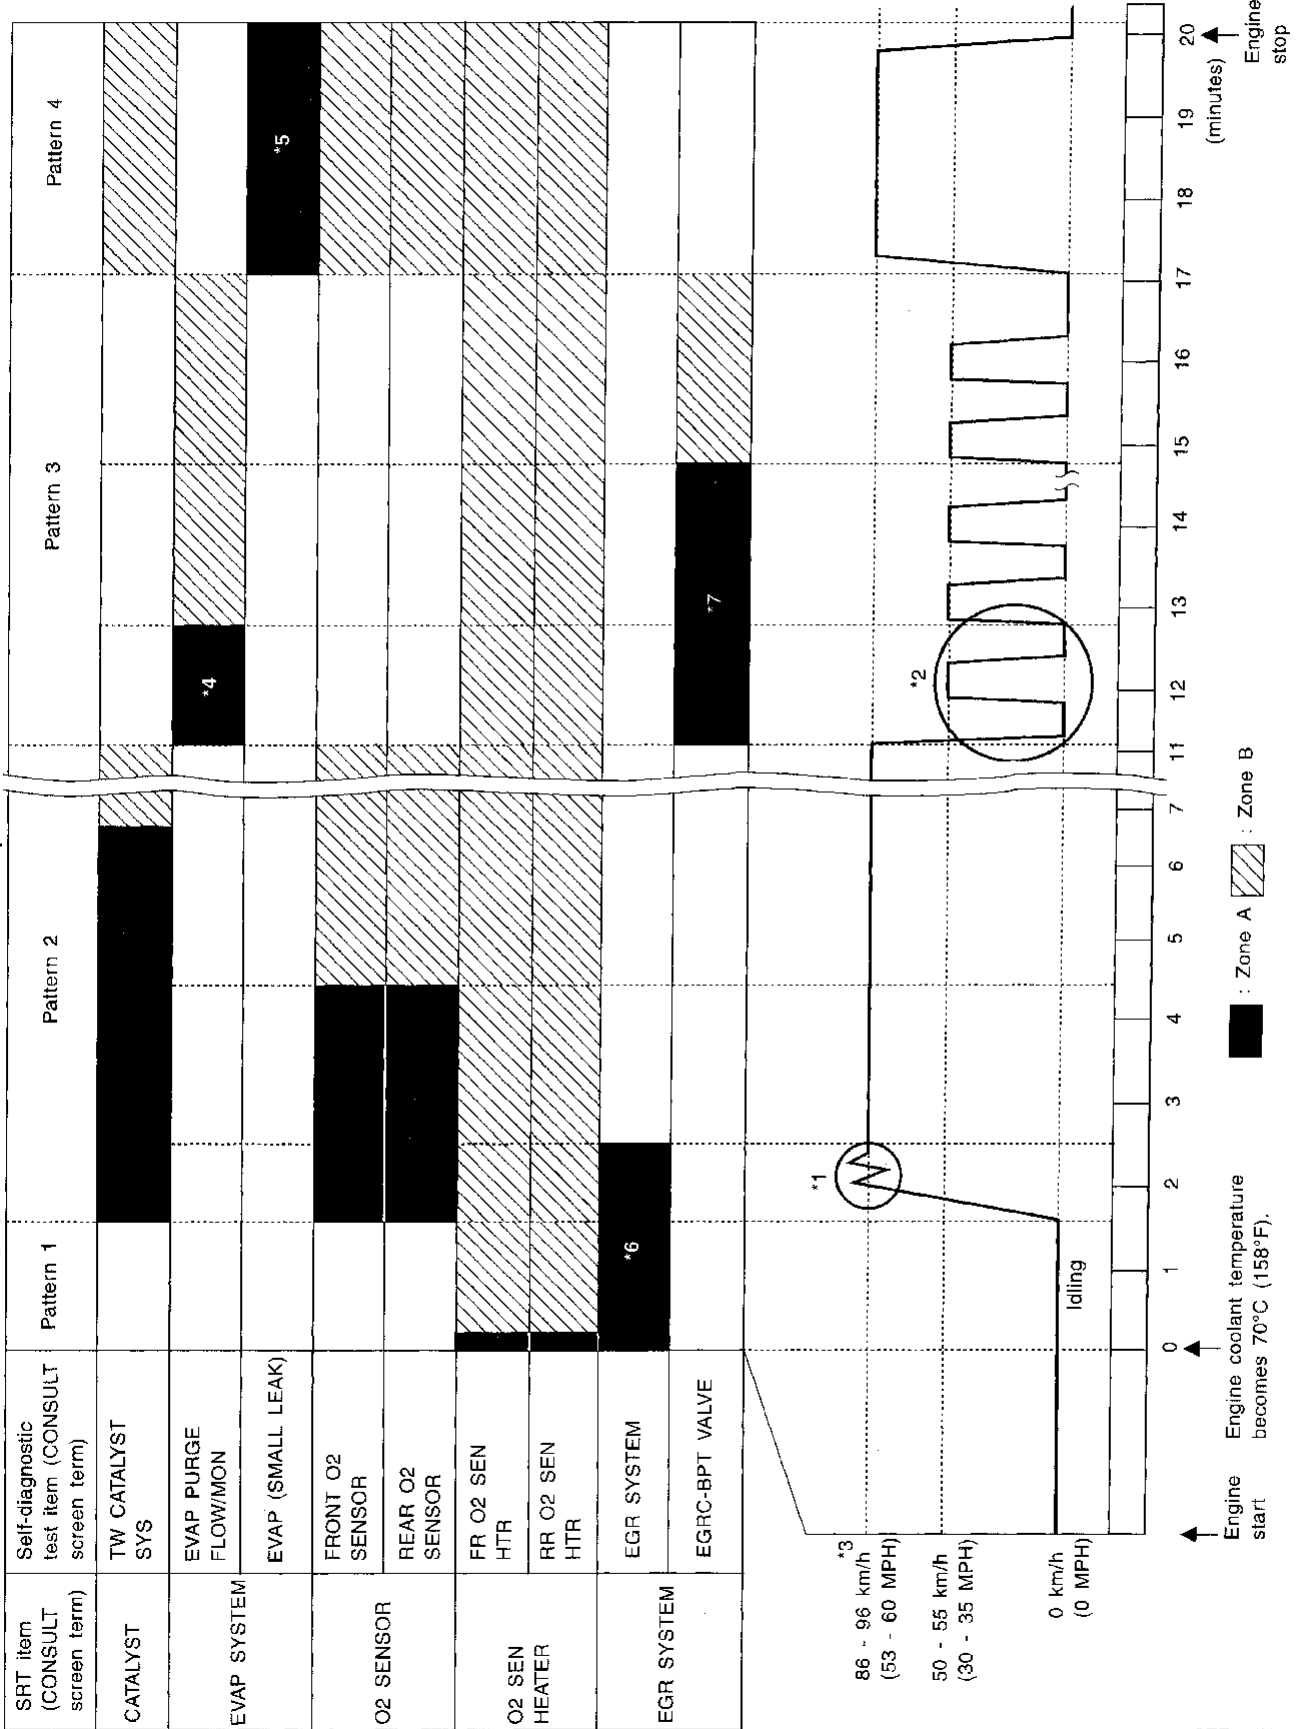 SRT item
(CONSULT
screen term)
Self-diagnostic
test item (CONSULT
screen term)
Pattern 1
Pattern 2
Pattern 3
Pattern 4
CATALYST
TW CATALYST
SYS
EVAP SYSTEM
EVAP PURGE
FLOW/MON
*4
EVAP (SMALL LEAK)
*5
O2 SENSOR
FRONT O2
SENSOR
REAR O2
SENSOR
O2 SEN
HEATER
FR O2 SEN
HTR
RR O2 SEN
HTR
EGR SYSTEM
EGR SYSTEM
*6
EGRC-BPT VALVE
*7
*3
86 - 96 km/h
(53 - 60 MPH)
50 - 55 km/h
(30 - 35 MPH)
0 km/h
(0 MPH)
*1
*2
Idling
0 1 2 3 4 5 6 7 11 12 13 14 15 16 17 18 19 20
(minutes)
Engine
start
Engine coolant temperature
becomes 70°C (158°F).
: Zone A
: Zone B
Engine
stop